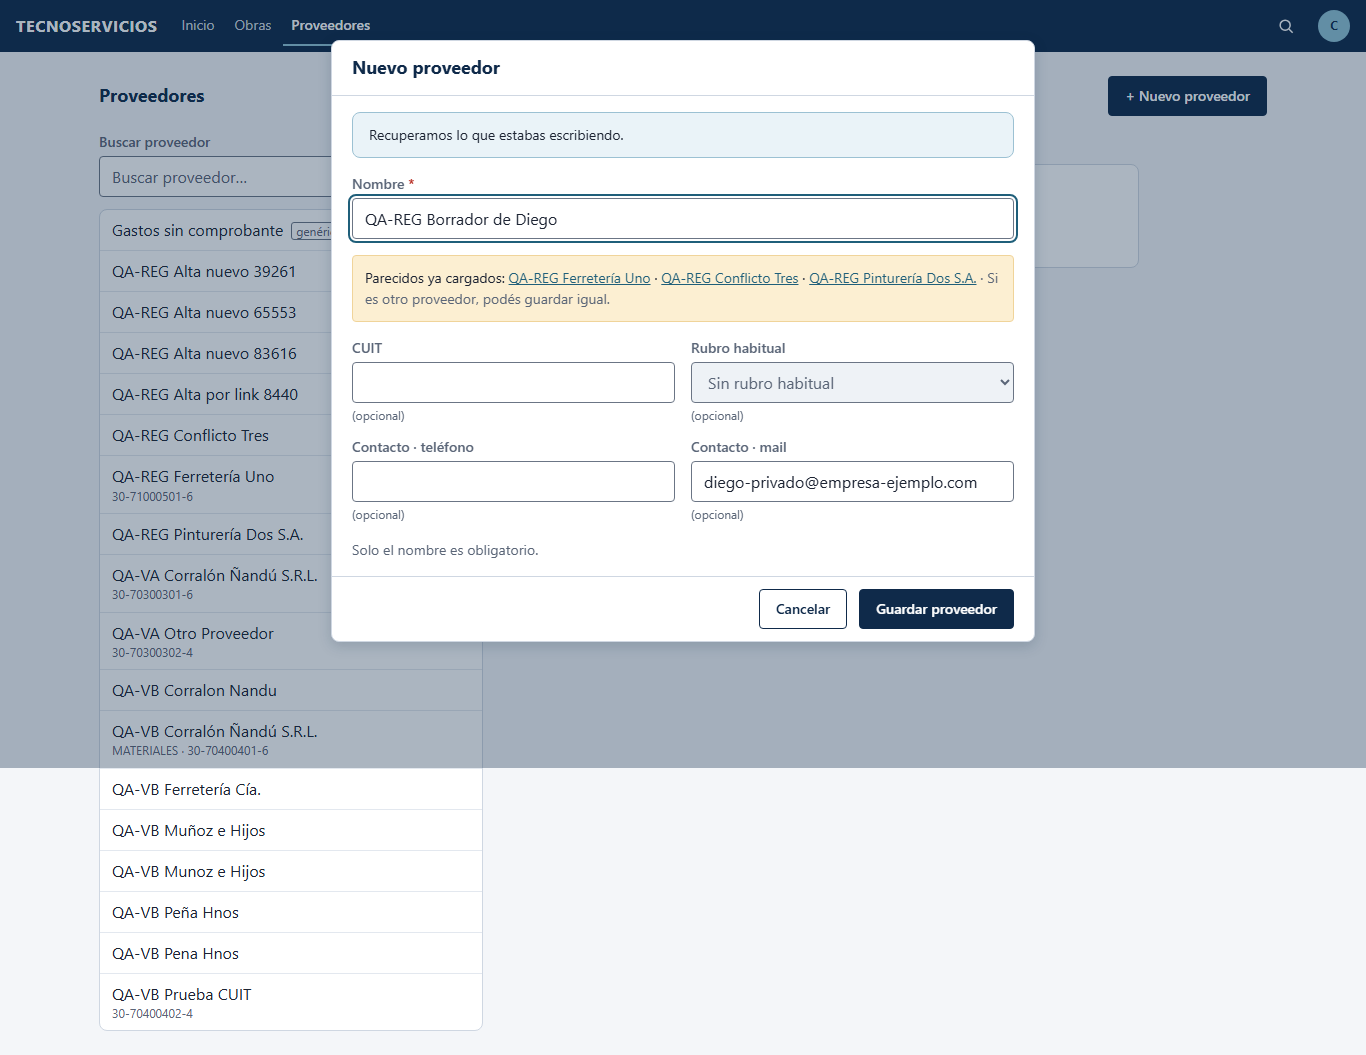 TECNOSERVICIOS Inicio Obras Proveedores C
Proveedores
+ Nuevo proveedor
Buscar proveedor
Buscar proveedor...
Gastos sin comprobante
QA-REG Alta nuevo 39261
QA-REG Alta nuevo 65553
QA-REG Alta nuevo 83616
QA-REG Alta por link 8440
QA-REG Conflicto Tres
QA-REG Ferretería Uno
30-71000501-6
QA-REG Pinturería Dos S.A.
QA-VA Corralón Ñandú S.R.L.
30-70300301-6
QA-VA Otro Proveedor
30-70300302-4
QA-VB Corralon Nandu
QA-VB Corralón Ñandú S.R.L.
MATERIALES · 30-70400401-6
QA-VB Ferretería Cía.
QA-VB Muñoz e Hijos
QA-VB Munoz e Hijos
QA-VB Peña Hnos
QA-VB Pena Hnos
QA-VB Prueba CUIT
30-70400402-4
Nuevo proveedor
Recuperamos lo que estabas escribiendo.
Nombre *
QA-REG Borrador de Diego
Parecidos ya cargados: QA-REG Ferretería Uno · QA-REG Conflicto Tres · QA-REG Pinturería Dos S.A. · Si
es otro proveedor, podés guardar igual.
CUIT
(opcional)
Rubro habitual
Sin rubro habitual
(opcional)
Contacto · teléfono
(opcional)
Contacto · mail
diego-privado@empresa-ejemplo.com
(opcional)
Solo el nombre es obligatorio.
Cancelar
Guardar proveedor